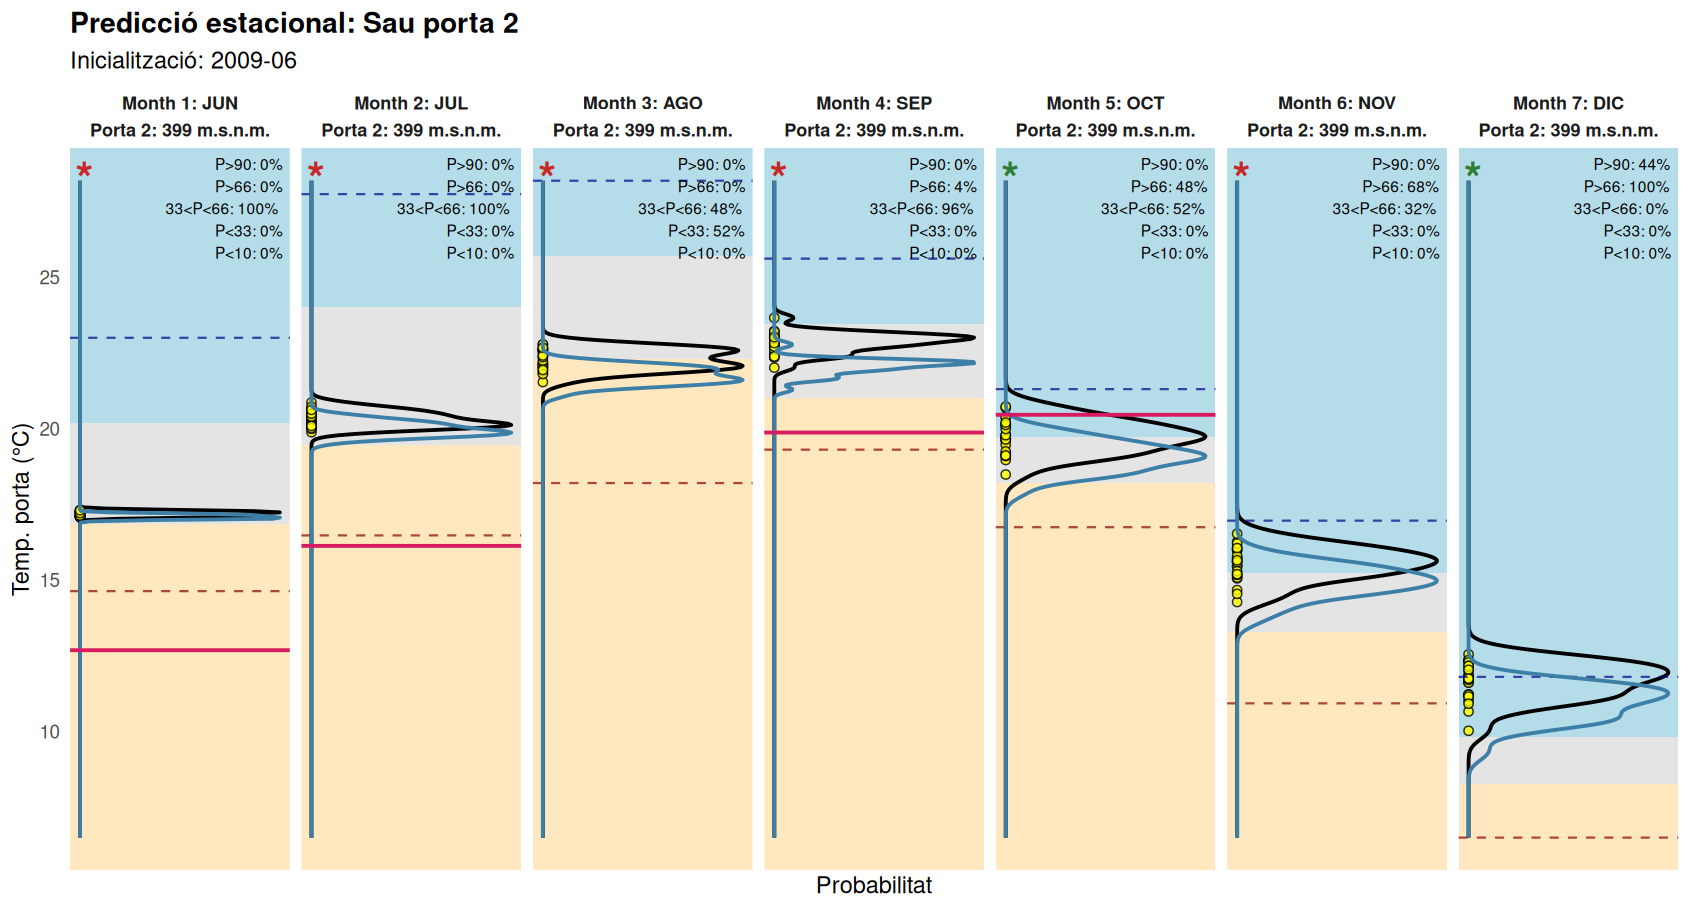 Predicció estacional: Sau porta 2
Inicialització: 2009-06
Month 1: JUN
Porta 2: 399 m.s.n.m.
Month 2: JUL
Porta 2: 399 m.s.n.m.
Month 3: AGO
Porta 2: 399 m.s.n.m.
Month 4: SEP
Porta 2: 399 m.s.n.m.
Month 5: OCT
Porta 2: 399 m.s.n.m.
Month 6: NOV
Porta 2: 399 m.s.n.m.
Month 7: DIC
Porta 2: 399 m.s.n.m.
*
P>90: 0%
P>66: 0%
33<P<66: 100%
P<33: 0%
P<10: 0%
*
P>90: 0%
P>66: 0%
33<P<66: 100%
P<33: 0%
P<10: 0%
*
P>90: 0%
P>66: 0%
33<P<66: 48%
P<33: 52%
P<10: 0%
*
P>90: 0%
P>66: 4%
33<P<66: 96%
P<33: 0%
P<10: 0%
*
P>90: 0%
P>66: 48%
33<P<66: 52%
P<33: 0%
P<10: 0%
*
P>90: 0%
P>66: 68%
33<P<66: 32%
P<33: 0%
P<10: 0%
*
P>90: 44%
P>66: 100%
33<P<66: 0%
P<33: 0%
P<10: 0%
25
20
15
10
Temp. porta (°C)
Probabilitat